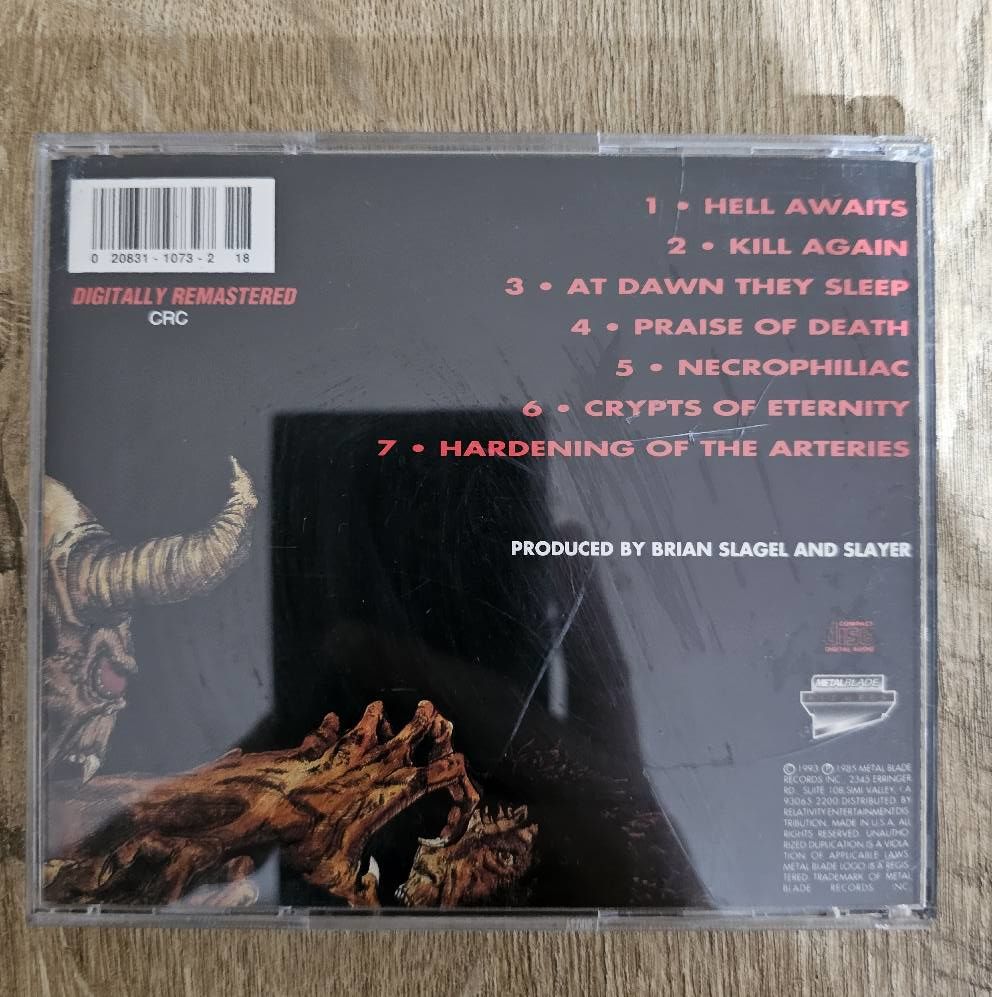 0 20831 - 1073 - 2 18
DIGITALLY REMASTERED
CRC
1 • HELL AWAITS
2 • KILL AGAIN
3 • AT DAWN THEY SLEEP
4 • PRAISE OF DEATH
5 • NECROPHILIAC
6 • CRYPTS OF ETERNITY
7 • HARDENING OF THE ARTERIES
PRODUCED BY BRIAN SLAGEL AND SLAYER
COMPACT
DISC
DIGITAL AUDIO
METAL BLADE
© 1993 ℗ 1985 METAL BLADE
RECORDS INC. 2345 ERRINGER
RD., SUITE 108, SIMI VALLEY, CA
93065 2200 DISTRIBUTED BY
RELATIVITY ENTERTAINMENT DIS
TRIBUTION. MADE IN U.S.A. ALL
RIGHTS RESERVED. UNAUTHO
RIZED DUPLICATION IS A VIOLA
TION OF APPLICABLE LAWS.
METAL BLADE LOGO IS A REGIS
TERED TRADEMARK OF METAL
BLADE RECORDS INC.